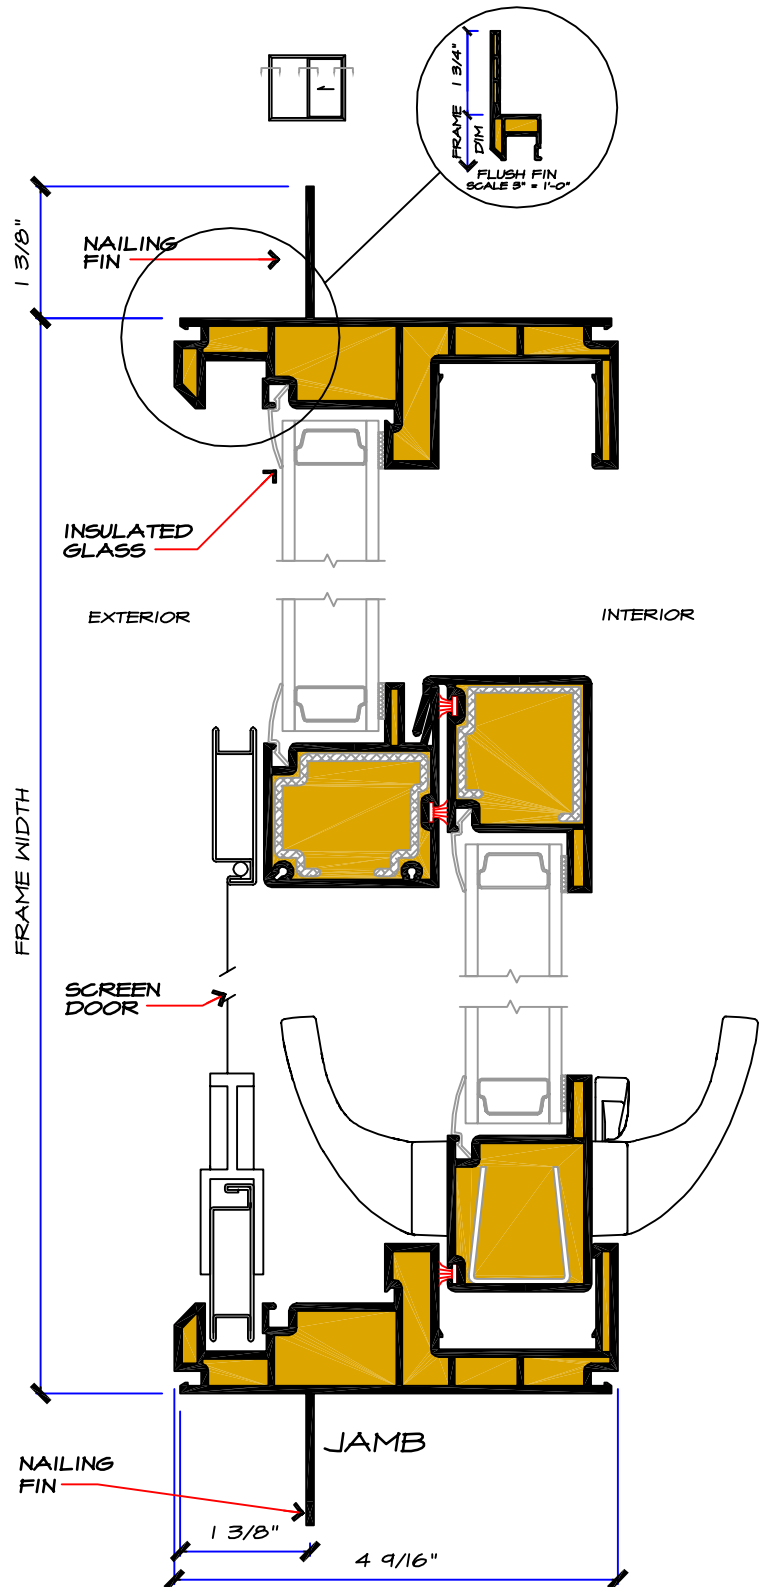 1 3/4"
FRAME
DIM
FLUSH FIN
SCALE 3" = 1'-0"
1 3/8"
NAILING
FIN
INSULATED
GLASS
EXTERIOR
INTERIOR
FRAME WIDTH
SCREEN
DOOR
JAMB
NAILING
FIN
1 3/8"
4 9/16"